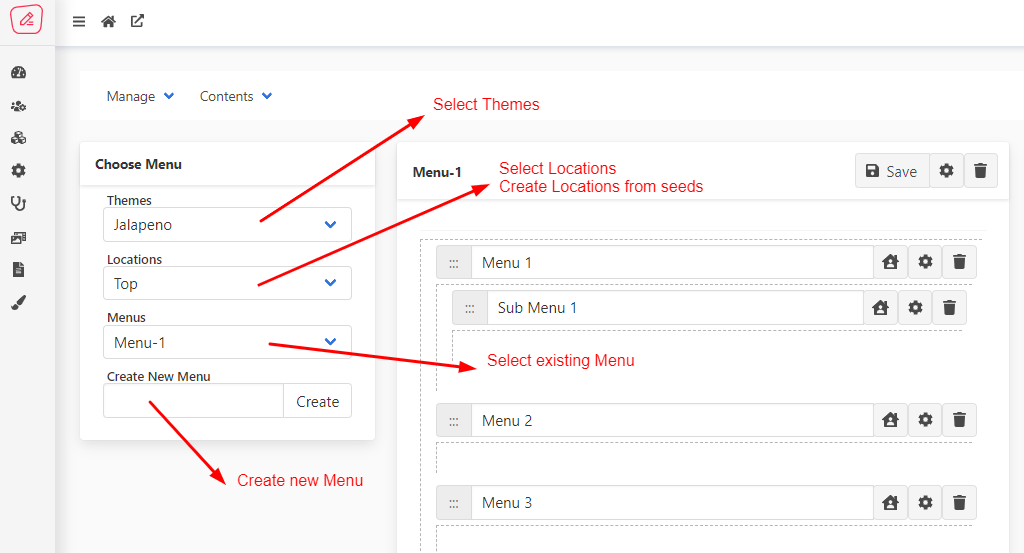 Manage
Contents
Select Themes
Choose Menu
Themes
Jalapeno
Locations
Top
Menus
Menu-1
Create New Menu
Create
Create new Menu
Menu-1
Select Locations
Create Locations from seeds
Save
Menu 1
Sub Menu 1
Select existing Menu
Menu 2
Menu 3